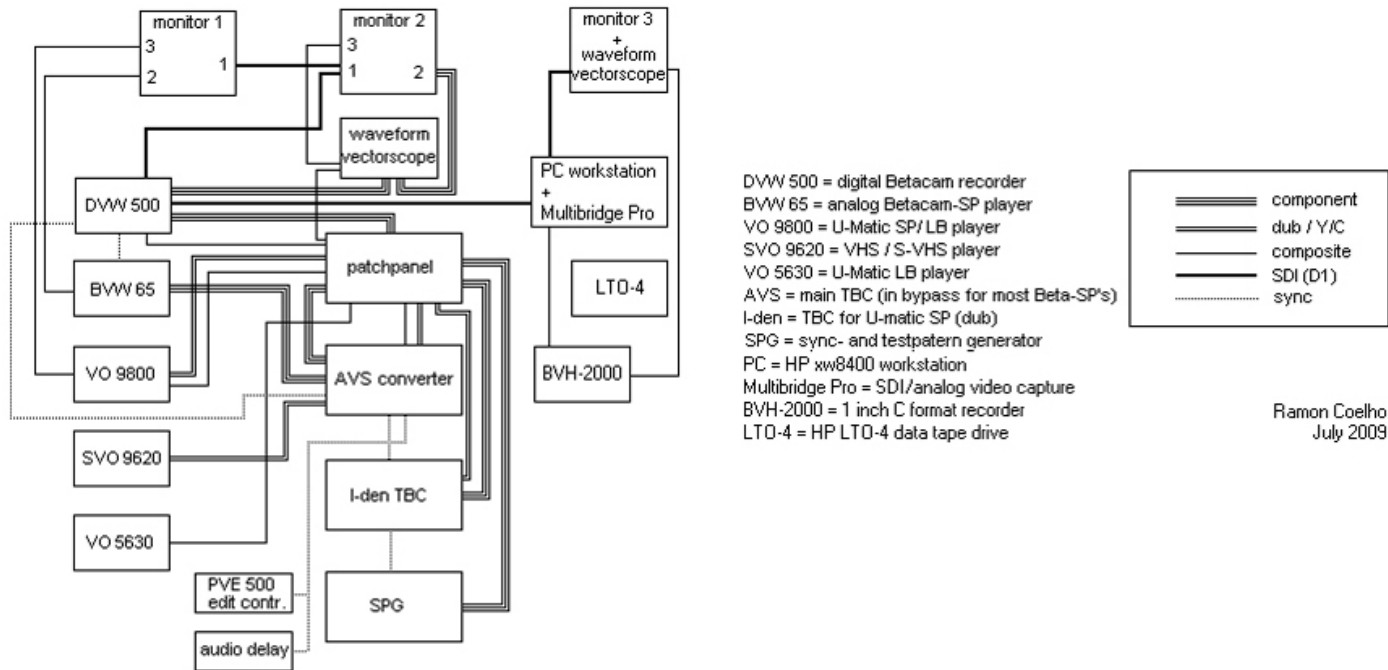 monitor 1
3
2
1
monitor 2
3
1
2
monitor 3
+
waveform
vectorscope
waveform
vectorscope
PC workstation
+
Multibridge Pro
DVW 500
patchpanel
BVW 65
LTO-4
VO 9800
AVS converter
BVH-2000
SVO 9620
I-den TBC
VO 5630
PVE 500
edit contr.
SPG
audio delay
DVW 500 = digital Betacam recorder
BVW 65 = analog Betacam-SP player
VO 9800 = U-Matic SP/LB player
SVO 9620 = VHS / S-VHS player
VO 5630 = U-Matic LB player
AVS = main TBC (in bypass for most Beta-SP's)
I-den = TBC for U-matic SP (dub)
SPG = sync- and testpatern generator
PC = HP xw8400 workstation
Multibridge Pro = SDI/analog video capture
BVH-2000 = 1 inch C format recorder
LTO-4 = HP LTO-4 data tape drive
component
dub / Y/C
composite
SDI (D1)
sync
Ramon Coelho
July 2009